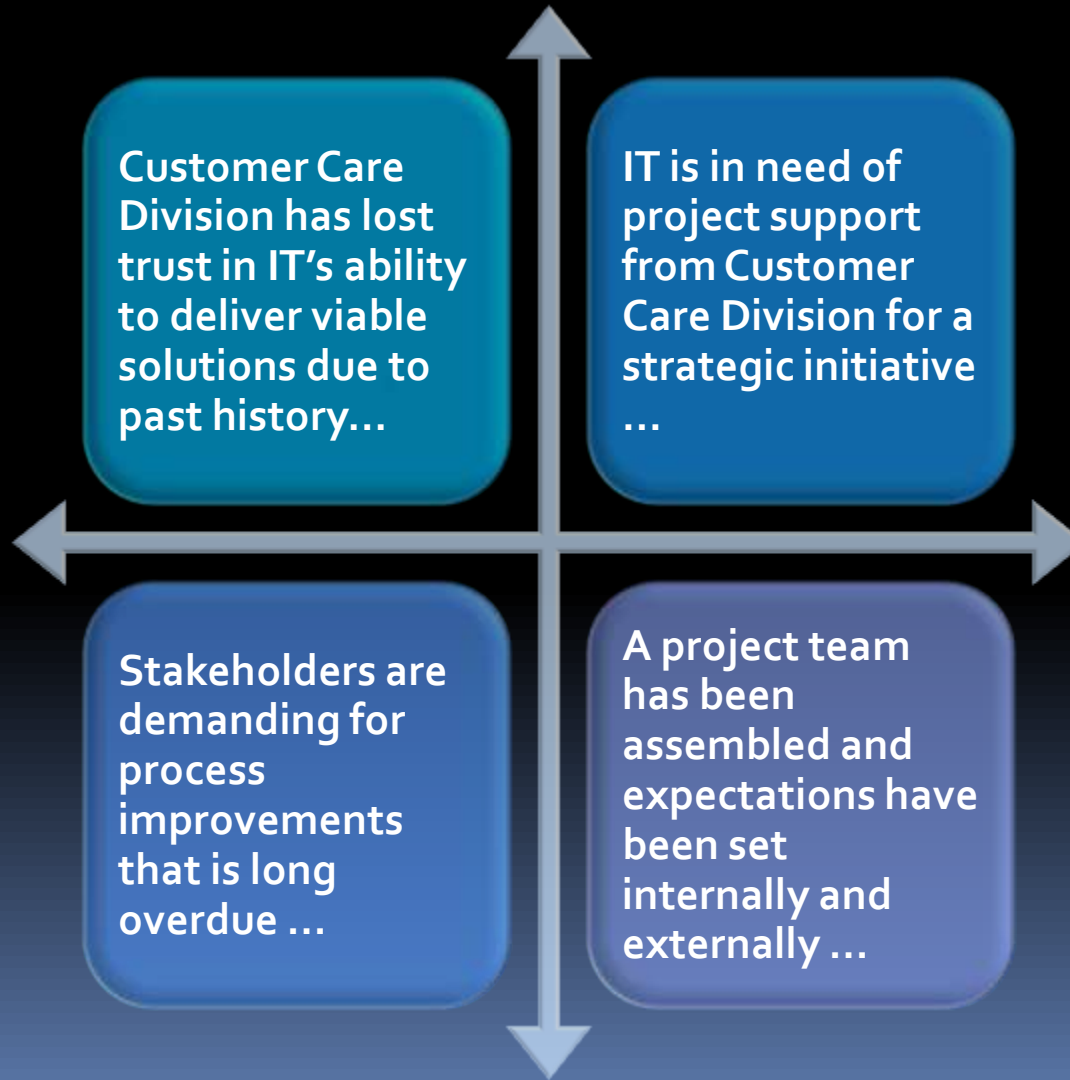 Customer Care
Division has lost
trust in IT’s ability
to deliver viable
solutions due to
past history…
IT is in need of
project support
from Customer
Care Division for a
strategic initiative
…
Stakeholders are
demanding for
process
improvements
that is long
overdue …
A project team
has been
assembled and
expectations have
been set
internally and
externally …